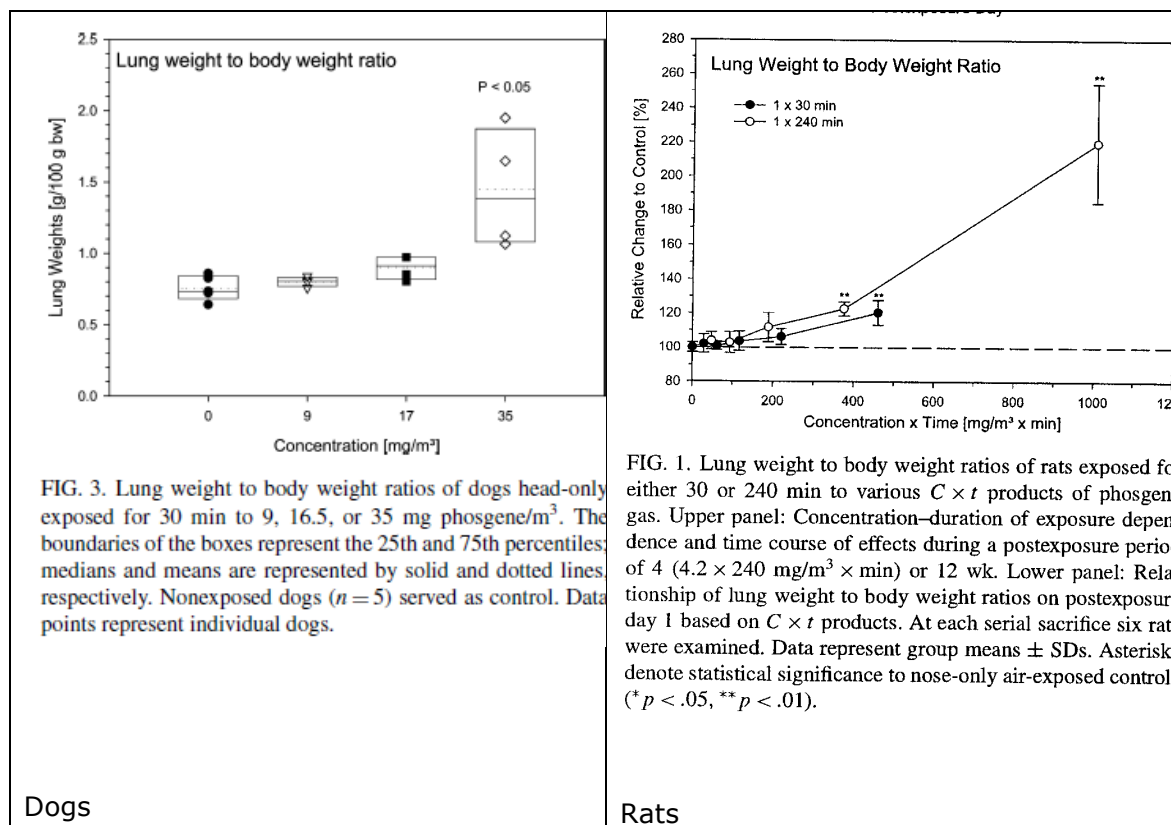 Lung weight to body weight ratio
P < 0.05
Lung Weights [g/100 g bw]
2.5
2.0
1.5
1.0
0.5
0.0
0
9
17
35
Concentration [mg/m³]
FIG. 3. Lung weight to body weight ratios of dogs head-only
exposed for 30 min to 9, 16.5, or 35 mg phosgene/m³. The
boundaries of the boxes represent the 25th and 75th percentiles;
medians and means are represented by solid and dotted lines,
respectively. Nonexposed dogs (n = 5) served as control. Data
points represent individual dogs.
Dogs
Day
Lung Weight to Body Weight Ratio
1 x 30 min
1 x 240 min
**
**
**
Relative Change to Control [%]
280
260
240
220
200
180
160
140
120
100
80
0
200
400
600
800
1000
Concentration x Time [mg/m³ x min]
FIG. 1. Lung weight to body weight ratios of rats exposed fo
either 30 or 240 min to various C × t products of phosgen
gas. Upper panel: Concentration–duration of exposure depen
dence and time course of effects during a postexposure perio
of 4 (4.2 × 240 mg/m³ × min) or 12 wk. Lower panel: Rela
tionship of lung weight to body weight ratios on postexposur
day 1 based on C × t products. At each serial sacrifice six rat
were examined. Data represent group means ± SDs. Asterisk
denote statistical significance to nose-only air-exposed control
(*p < .05, **p < .01).
Rats